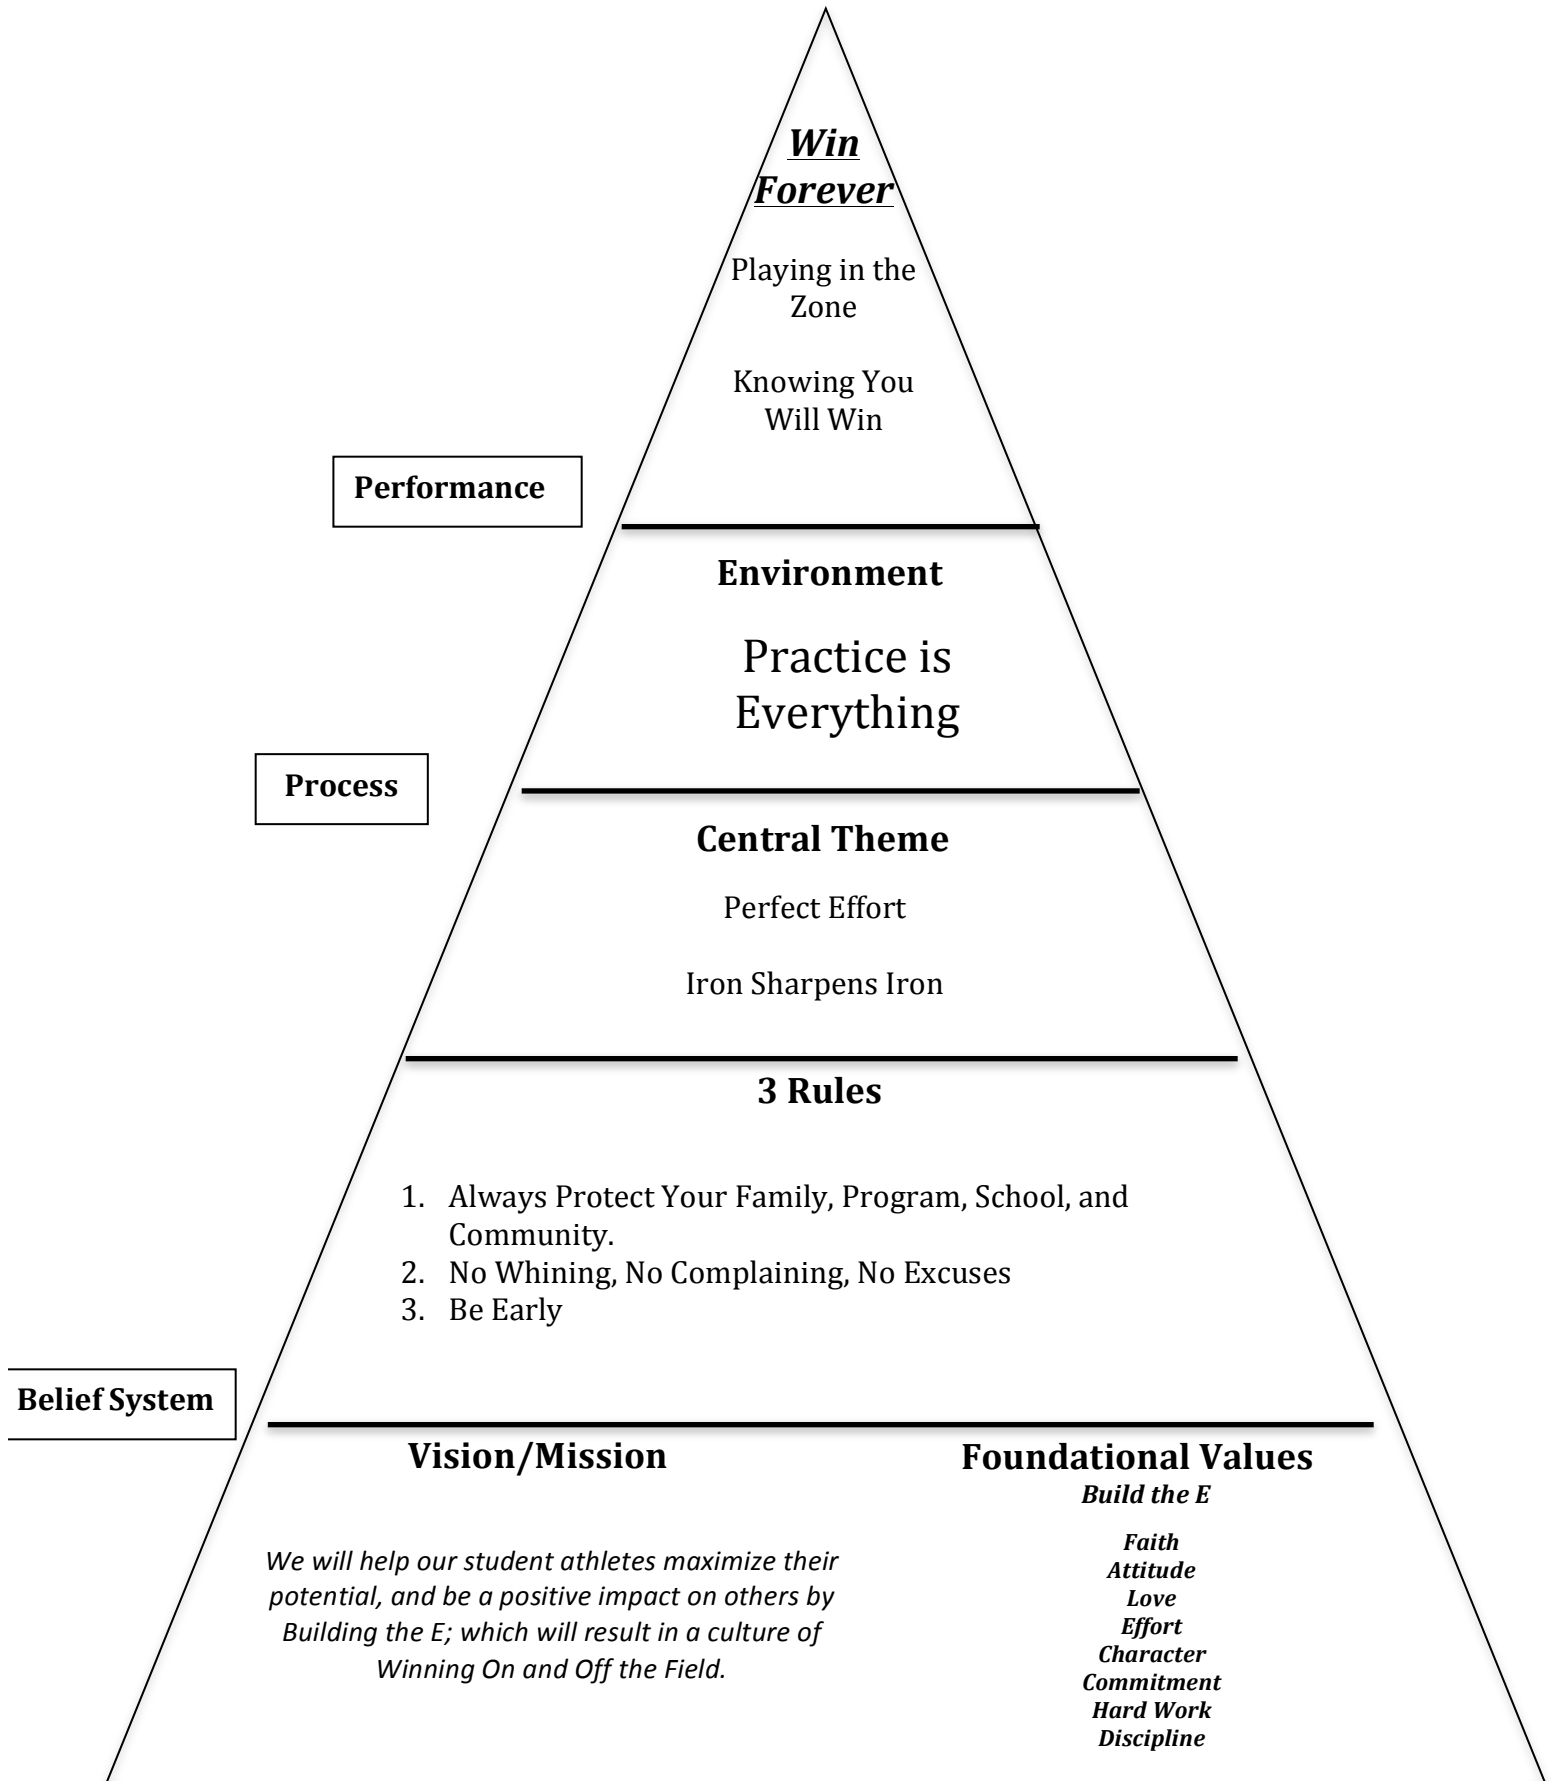 Win
Forever
Playing in the
Zone
Knowing You
Will Win
Performance
Environment
Practice is
Everything
Process
Central Theme
Perfect Effort
Iron Sharpens Iron
3 Rules
1. Always Protect Your Family, Program, School, and
Community.
2. No Whining, No Complaining, No Excuses
3. Be Early
Belief System
Vision/Mission
We will help our student athletes maximize their
potential, and be a positive impact on others by
Building the E; which will result in a culture of
Winning On and Off the Field.
Foundational Values
Build the E
Faith
Attitude
Love
Effort
Character
Commitment
Hard Work
Discipline